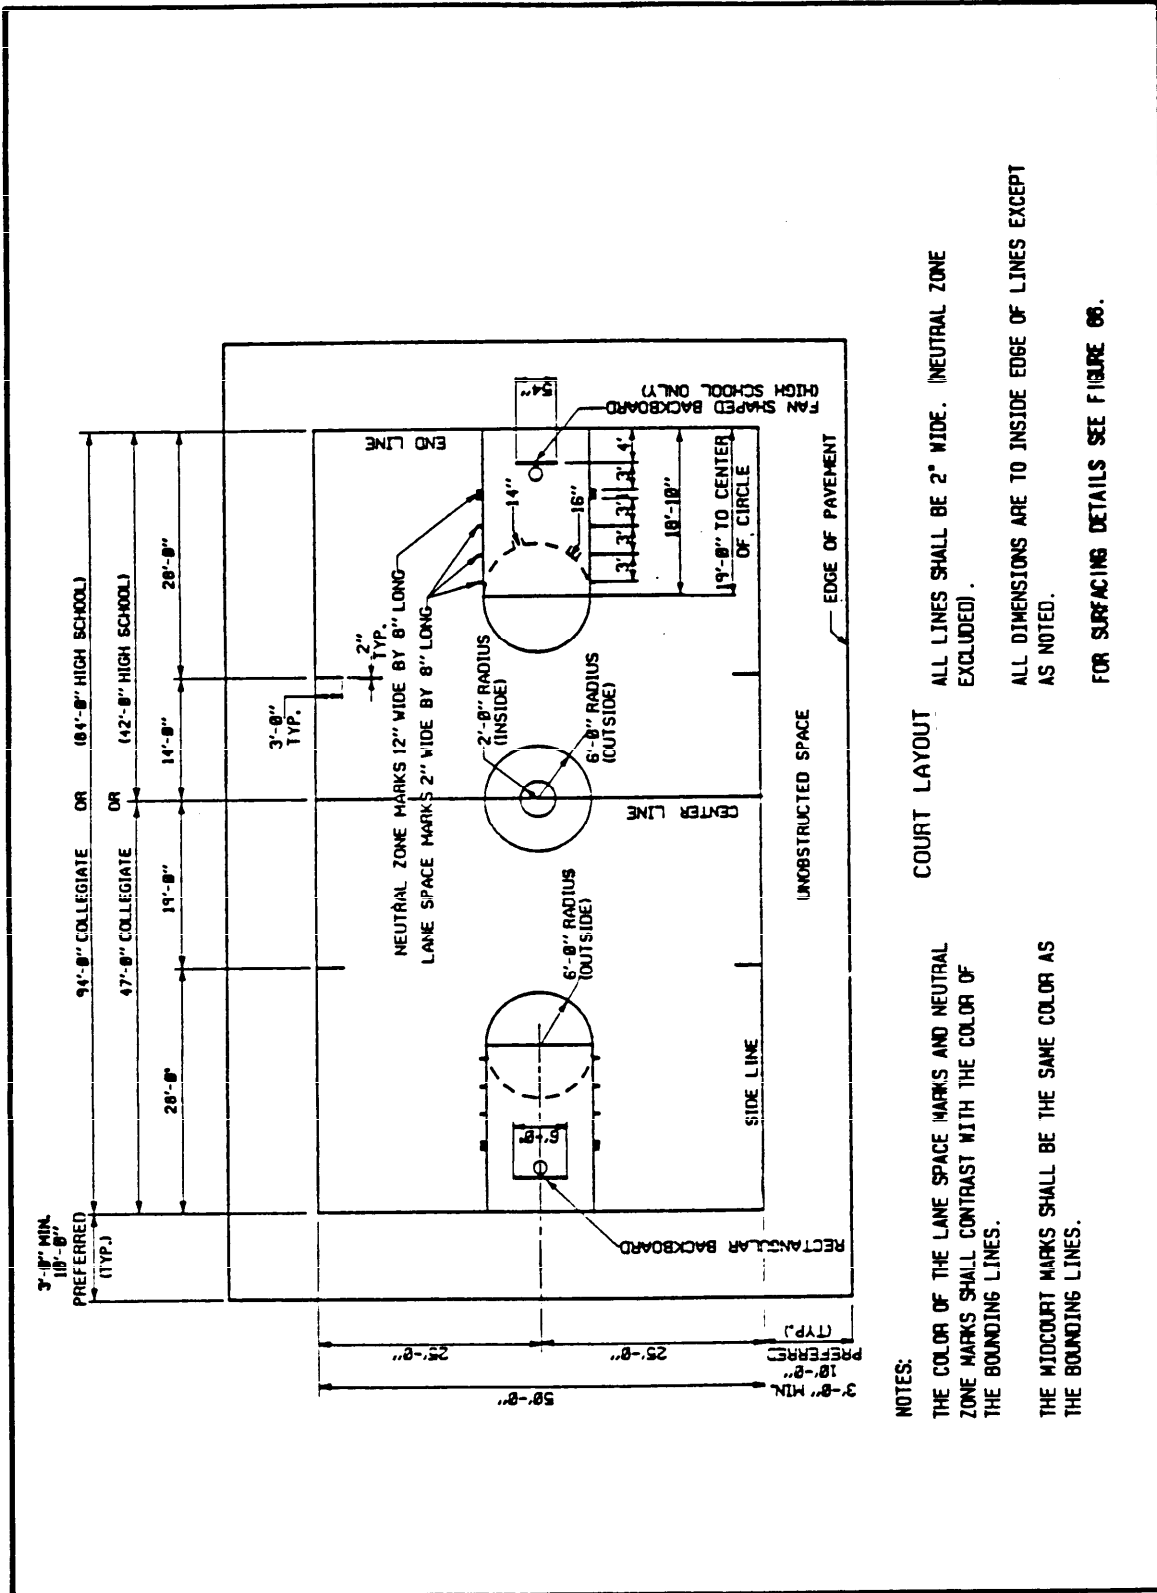 3'-0" MIN.
10'-0"
PREFERRED
(TYP.)
94'-0" COLLEGIATE OR (84'-0" HIGH SCHOOL)
47'-0" COLLEGIATE OR (42'-0" HIGH SCHOOL)
28'-0"
19'-0"
14'-0"
28'-0"
3'-0"
TYP.
2"
TYP.
NEUTRAL ZONE MARKS 12" WIDE BY 8" LONG
LANE SPACE MARKS 2" WIDE BY 8" LONG
END LINE
54"
FAN SHAPED BACKBOARD
(HIGH SCHOOL ONLY)
14"
16"
3'
3'
3'
1'
3'
4'
18'-10"
19'-0" TO CENTER
OF CIRCLE
2'-0" RADIUS
(INSIDE)
6'-0" RADIUS
(OUTSIDE)
CENTER LINE
6'-0" RADIUS
(OUTSIDE)
6'-0"
RECTANGULAR BACKBOARD
SIDE LINE
UNOBSTRUCTED SPACE
EDGE OF PAVEMENT
25'-0"
25'-0"
50'-0"
3'-0" MIN.
10'-0"
PREFERRED
(TYP.)
COURT LAYOUT
NOTES:
THE COLOR OF THE LANE SPACE MARKS AND NEUTRAL
ZONE MARKS SHALL CONTRAST WITH THE COLOR OF
THE BOUNDING LINES.
THE MIDCOURT MARKS SHALL BE THE SAME COLOR AS
THE BOUNDING LINES.
ALL LINES SHALL BE 2" WIDE. (NEUTRAL ZONE
EXCLUDED).
ALL DIMENSIONS ARE TO INSIDE EDGE OF LINES EXCEPT
AS NOTED.
FOR SURFACING DETAILS SEE FIGURE